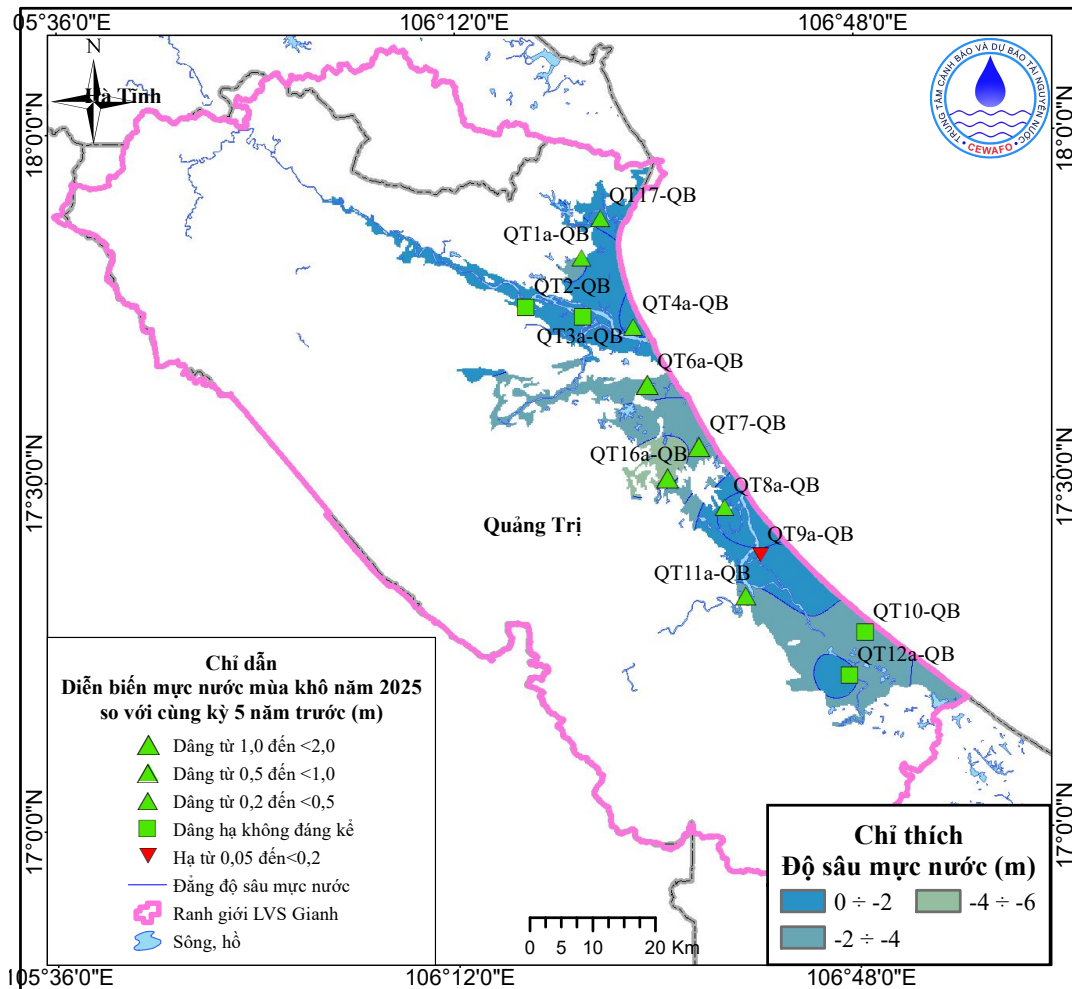 05°36'0"E
106°12'0"E
106°48'0"E
N
Hà Tĩnh
TRUNG TÂM CẢNH BÁO VÀ DỰ BÁO TÀI NGUYÊN NƯỚC
• CEWAFO •
18°0'0"N
18°0'0"N
QT17-QB
QT1a-QB
QT2-QB
QT4a-QB
QT3a-QB
QT6a-QB
QT7-QB
QT16a-QB
17°30'0"N
17°30'0"N
QT8a-QB
Quảng Trị
QT9a-QB
QT11a-QB
QT10-QB
QT12a-QB
Chỉ dẫn
Diễn biến mực nước mùa khô năm 2025
so với cùng kỳ 5 năm trước (m)
Dâng từ 1,0 đến <2,0
Dâng từ 0,5 đến <1,0
Dâng từ 0,2 đến <0,5
Dâng hạ không đáng kể
Hạ từ 0,05 đến<0,2
Đẳng độ sâu mực nước
Ranh giới LVS Gianh
Sông, hồ
17°0'0"N
17°0'0"N
Chỉ thích
Độ sâu mực nước (m)
0 ÷ -2
-4 ÷ -6
-2 ÷ -4
0 5 10 20 Km
105°36'0"E
106°12'0"E
106°48'0"E